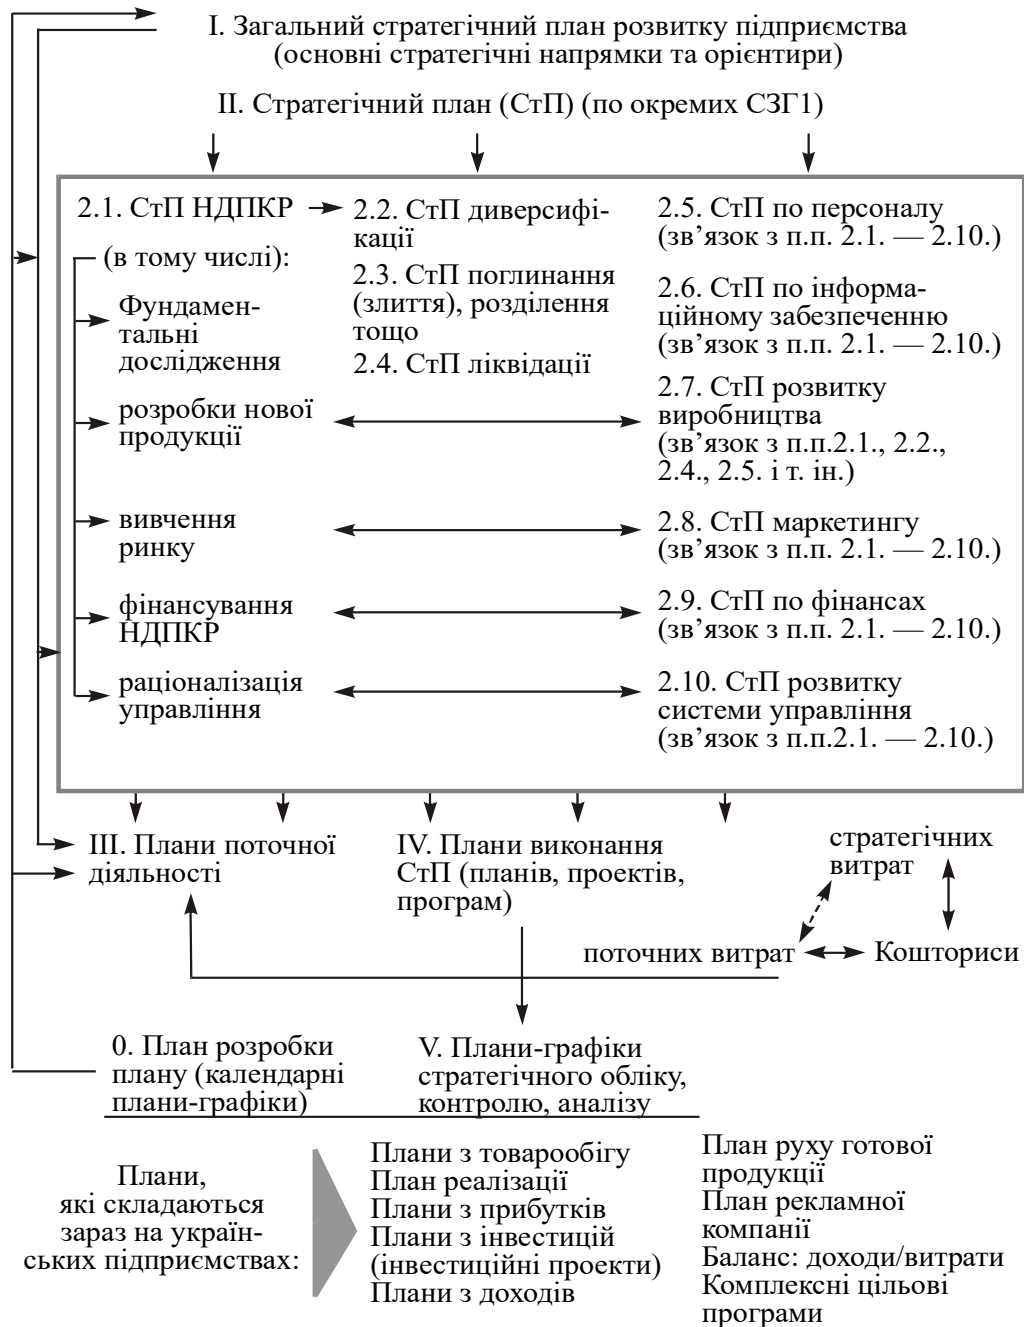 І. Загальний стратегічний план розвитку підприємства
(основні стратегічні напрямки та орієнтири)
ІІ. Стратегічний план (СтП) (по окремих СЗГ1)
2.1. СтП НДПКР
(в тому числі):
Фундамен-
тальні
дослідження
розробки нової
продукції
вивчення
ринку
фінансування
НДПКР
раціоналізація
управління
2.2. СтП диверсифі-
кації
2.3. СтП поглинання
(злиття), розділення
тощо
2.4. СтП ліквідації
2.5. СтП по персоналу
(зв’язок з п.п. 2.1. — 2.10.)
2.6. СтП по інформа-
ційному забезпеченню
(зв’язок з п.п. 2.1. — 2.10.)
2.7. СтП розвитку
виробництва
(зв’язок з п.п.2.1., 2.2.,
2.4., 2.5. і т. ін.)
2.8. СтП маркетингу
(зв’язок з п.п. 2.1. — 2.10.)
2.9. СтП по фінансах
(зв’язок з п.п. 2.1. — 2.10.)
2.10. СтП розвитку
системи управління
(зв’язок з п.п.2.1. — 2.10.)
ІІІ. Плани поточної
діяльності
IV. Плани виконання
СтП (планів, проектів,
програм)
стратегічних
витрат
поточних витрат
Кошториси
0. План розробки
плану (календарні
плани-графіки)
V. Плани-графіки
стратегічного обліку,
контролю, аналізу
Плани,
які складаються
зараз на україн-
ських підприємствах:
Плани з товарообігу
План реалізації
Плани з прибутків
Плани з інвестицій
(інвестиційні проекти)
Плани з доходів
План руху готової
продукції
План рекламної
компанії
Баланс: доходи/витрати
Комплексні цільові
програми